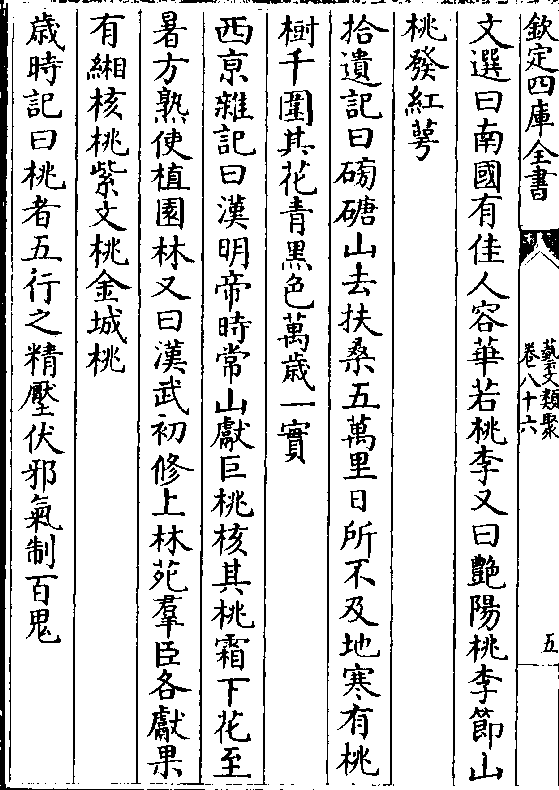 欽定四庫全書
藝文類聚
卷八十六
五
文選曰南國有佳人容華若桃李又曰艷陽桃李節山
桃發紅萼
拾遺記曰磅磄山去扶桑五萬里日所不及地寒有桃
樹千圍其花青黑色萬歲一實
西京雜記曰漢明帝時常山獻巨桃核其桃霜下花至
暑方熟使植園林又曰漢武初修上林苑羣臣各獻果
有緗核桃紫文桃金城桃
歲時記曰桃者五行之精壓伏邪氣制百鬼